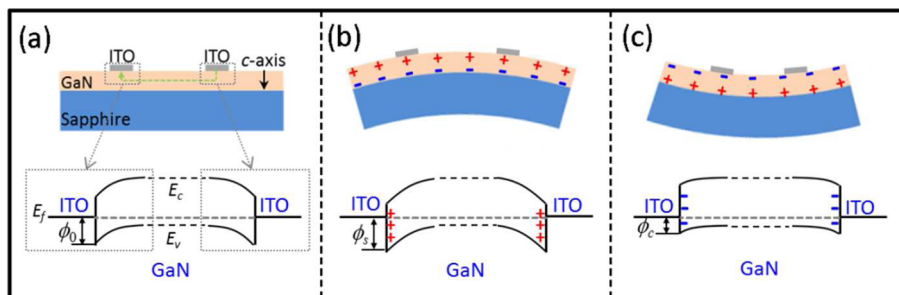 (a)
ITO
ITO
c-axis
GaN
Sapphire
ITO
E_c
ITO
E_f
ϕ_0
E_v
GaN
(b)
+ + + + + + + +
- - - - - - - -
ITO
ITO
+ +
ϕ_s
+ +
+ +
GaN
(c)
- - - - - - - -
+ + + + + + + +
- -
ITO
- -
ITO
ϕ_c
- -
GaN